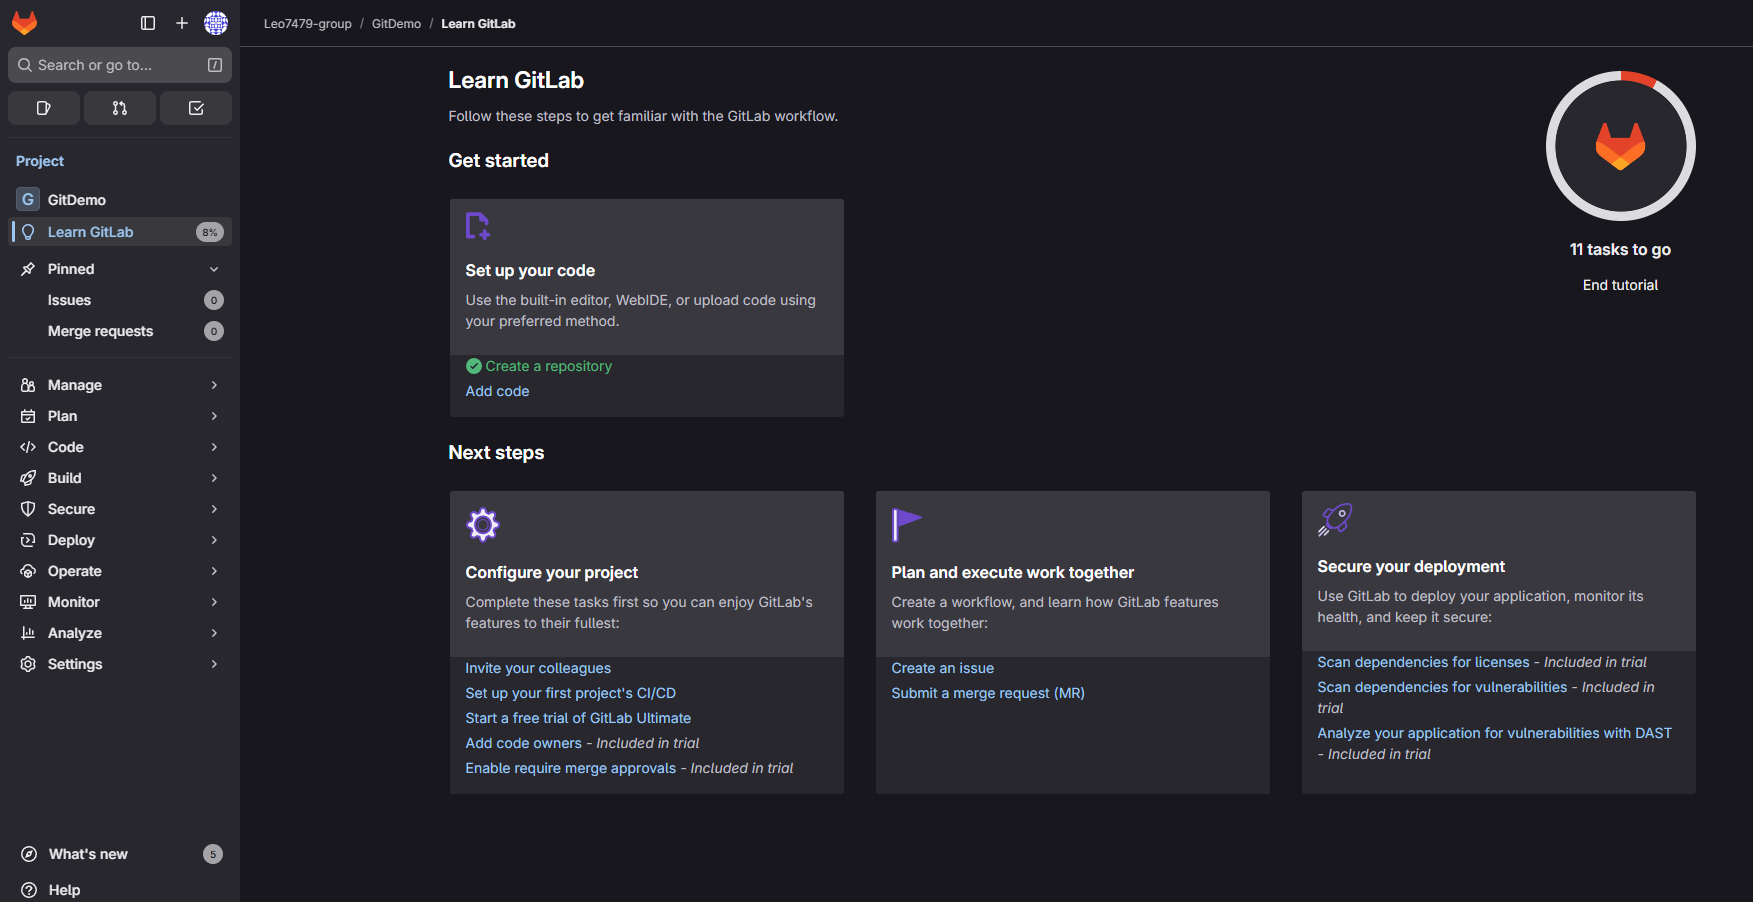 Leo7479-group / GitDemo / Learn GitLab
Search or go to...
/
Project
G GitDemo
Learn GitLab 8%
Pinned
Issues 0
Merge requests 0
Manage
Plan
Code
Build
Secure
Deploy
Operate
Monitor
Analyze
Settings
What's new 5
Help
Learn GitLab
Follow these steps to get familiar with the GitLab workflow.
11 tasks to go
End tutorial
Get started
Set up your code
Use the built-in editor, WebIDE, or upload code using
your preferred method.
Create a repository
Add code
Next steps
Configure your project
Complete these tasks first so you can enjoy GitLab's
features to their fullest:
Invite your colleagues
Set up your first project's CI/CD
Start a free trial of GitLab Ultimate
Add code owners - Included in trial
Enable require merge approvals - Included in trial
Plan and execute work together
Create a workflow, and learn how GitLab features
work together:
Create an issue
Submit a merge request (MR)
Secure your deployment
Use GitLab to deploy your application, monitor its
health, and keep it secure:
Scan dependencies for licenses - Included in trial
Scan dependencies for vulnerabilities - Included in
trial
Analyze your application for vulnerabilities with DAST
- Included in trial